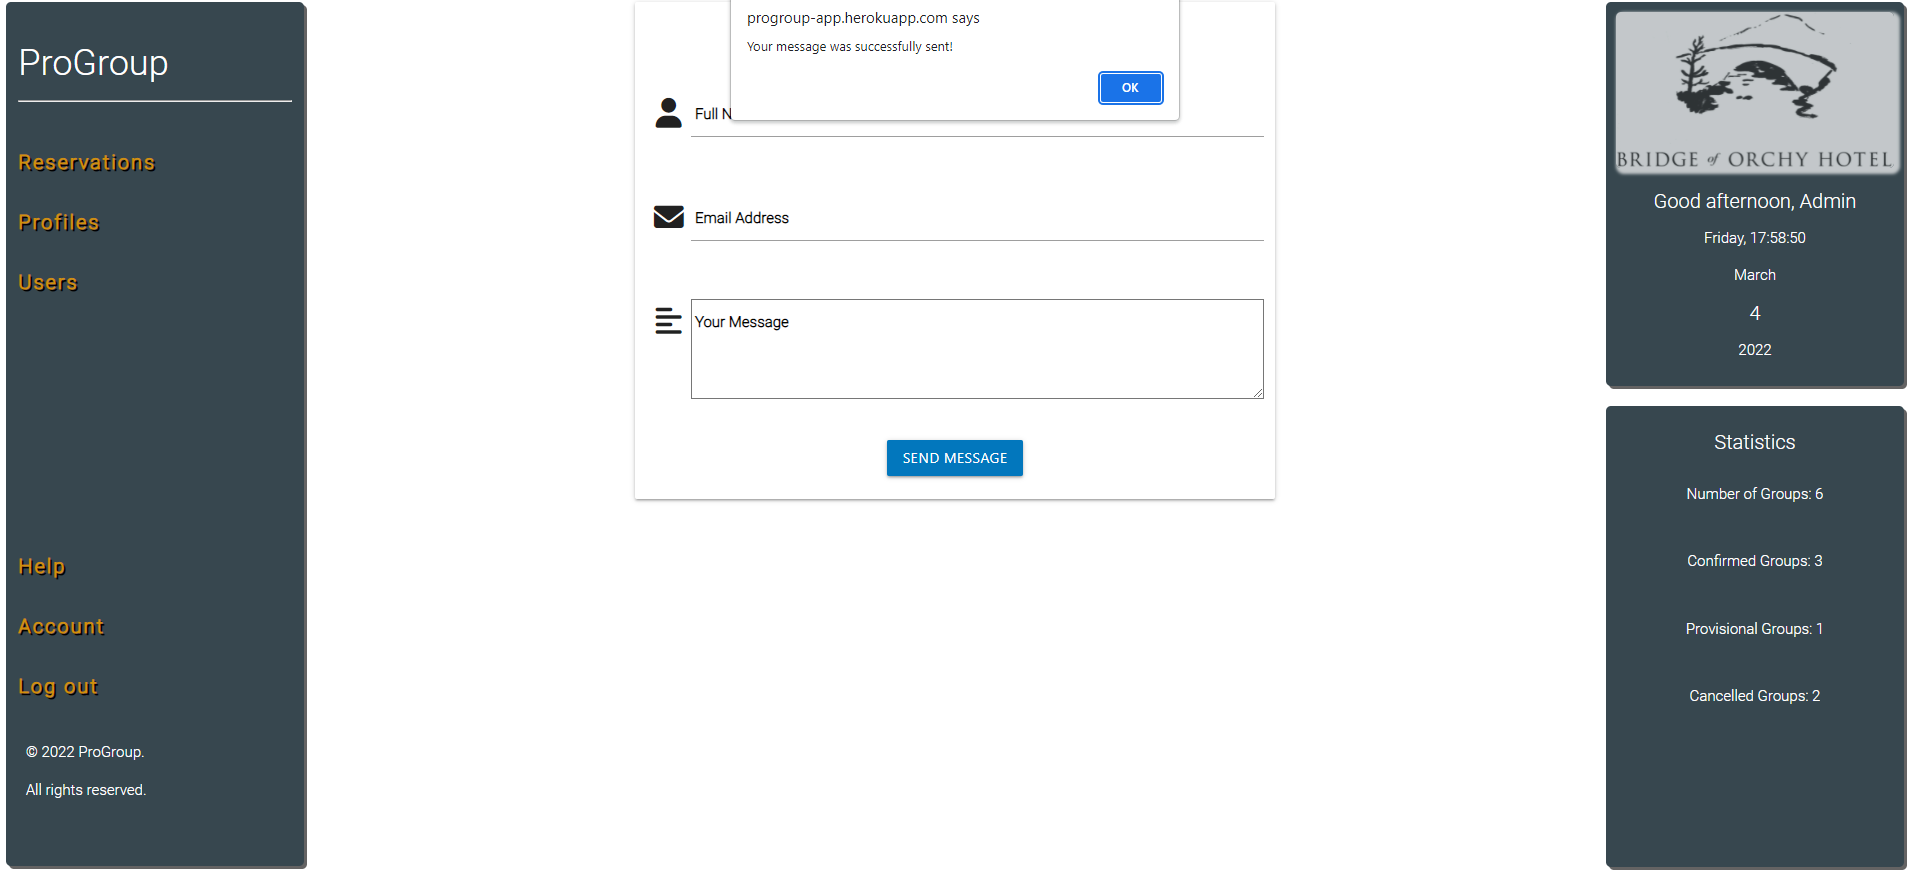 ProGroup
Reservations
Profiles
Users
Help
Account
Log out
© 2022 ProGroup.
All rights reserved.
progroup-app.herokuapp.com says
Your message was successfully sent!
OK
Full N
Email Address
Your Message
SEND MESSAGE
BRIDGE of ORCHY HOTEL
Good afternoon, Admin
Friday, 17:58:50
March
4
2022
Statistics
Number of Groups: 6
Confirmed Groups: 3
Provisional Groups: 1
Cancelled Groups: 2